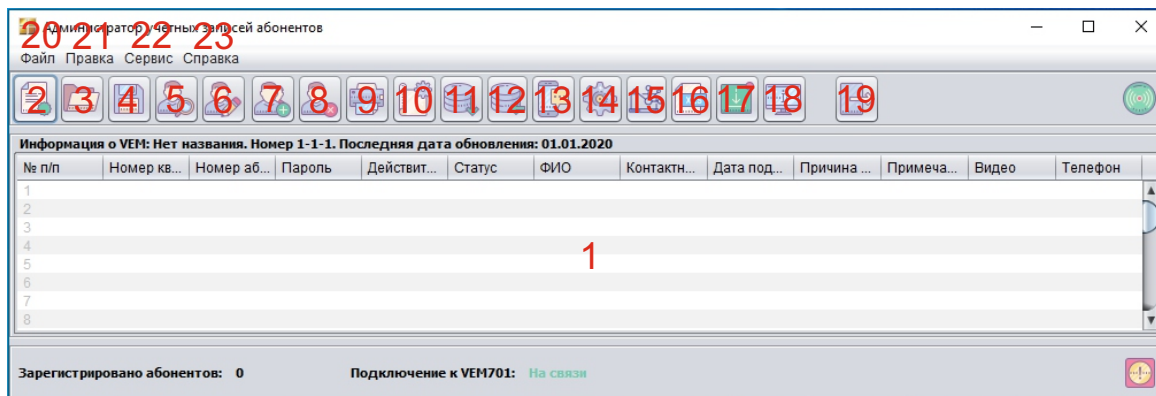 Администратор учетных записей абонентов
20 21 22 23
Файл Правка Сервис Справка
2 3 4 5 6 7 8 9 10 11 12 13 14 15 16 17 18 19
Информация о VEM: Нет названия. Номер 1-1-1. Последняя дата обновления: 01.01.2020
№ п/п Номер кв... Номер аб... Пароль Действит... Статус ФИО Контактн... Дата под... Причина ... Примеча... Видео Телефон
1
2
3
4
1
5
6
7
8
Зарегистрировано абонентов: 0 Подключение к VEM701: На связи